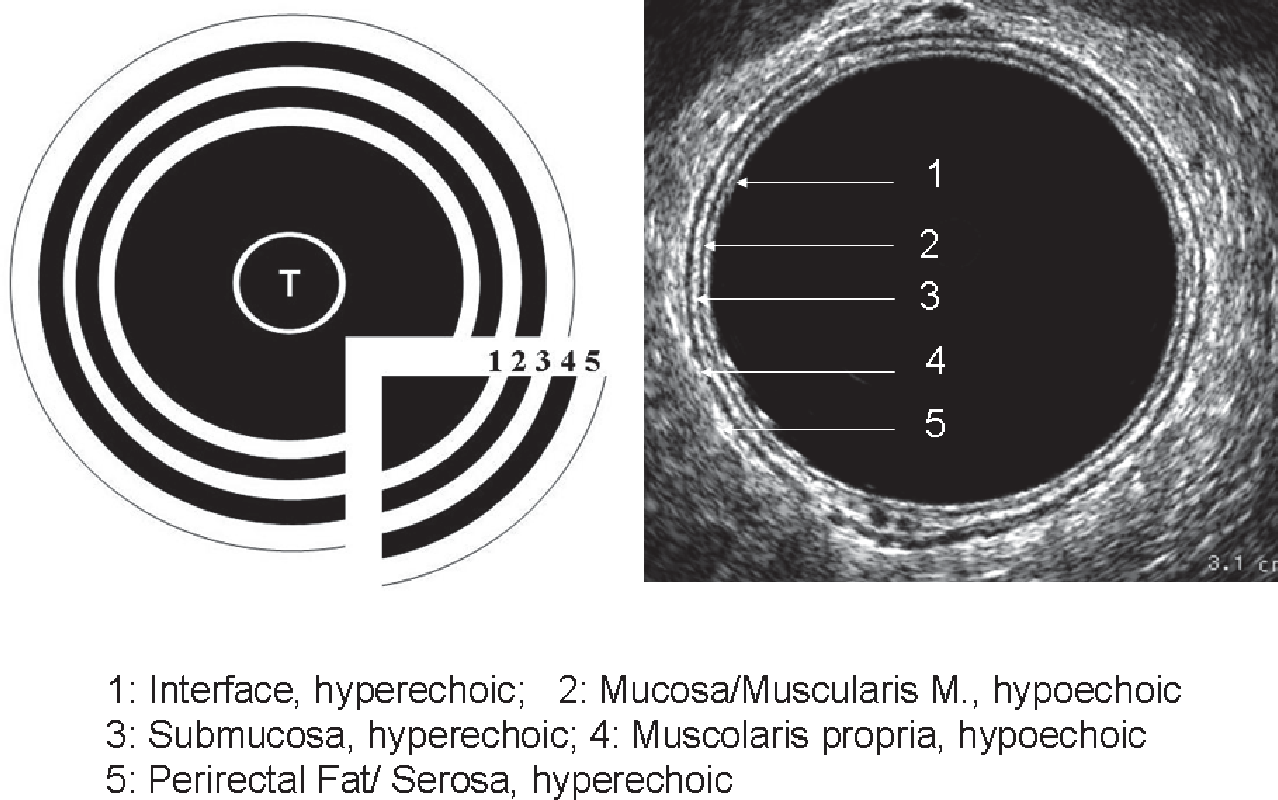 T
1 2 3 4 5
1
2
3
4
5
3.1 cm
1: Interface, hyperechoic; 2: Mucosa/Muscularis M., hypoechoic
3: Submucosa, hyperechoic; 4: Muscolaris propria, hypoechoic
5: Perirectal Fat/ Serosa, hyperechoic